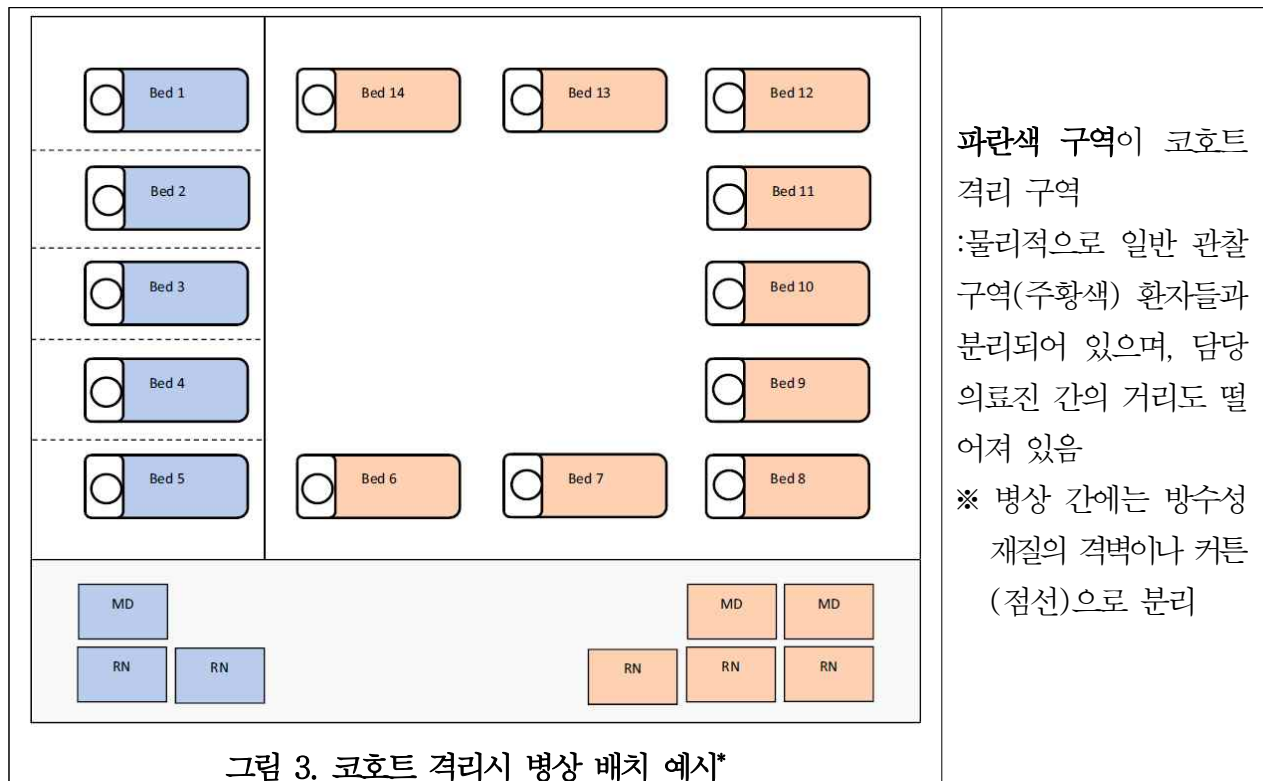 Bed 1
Bed 14
Bed 13
Bed 12
Bed 2
Bed 11
Bed 3
Bed 10
Bed 4
Bed 9
Bed 5
Bed 6
Bed 7
Bed 8
MD
MD
MD
RN
RN
RN
RN
RN
파란색 구역이 코호트
격리 구역
:물리적으로 일반 관찰
구역(주황색) 환자들과
분리되어 있으며, 담당
의료진 간의 거리도 떨
어져 있음
※ 병상 간에는 방수성
재질의 격벽이나 커튼
(점선)으로 분리
그림 3. 코호트 격리시 병상 배치 예시*